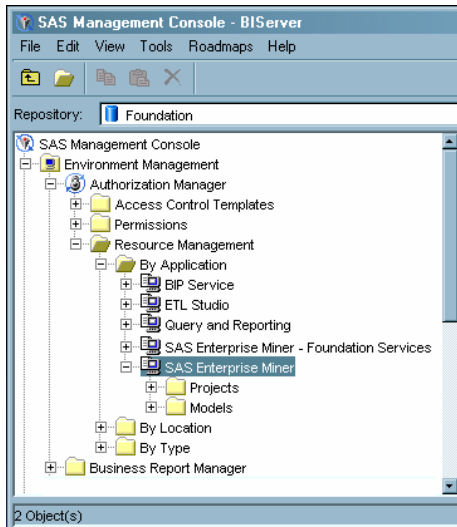 SAS Management Console - BIServer
File Edit View Tools Roadmaps Help
Repository: Foundation
SAS Management Console
Environment Management
Authorization Manager
Access Control Templates
Permissions
Resource Management
By Application
BIP Service
ETL Studio
Query and Reporting
SAS Enterprise Miner - Foundation Services
SAS Enterprise Miner
Projects
Models
By Location
By Type
Business Report Manager
2 Object(s)